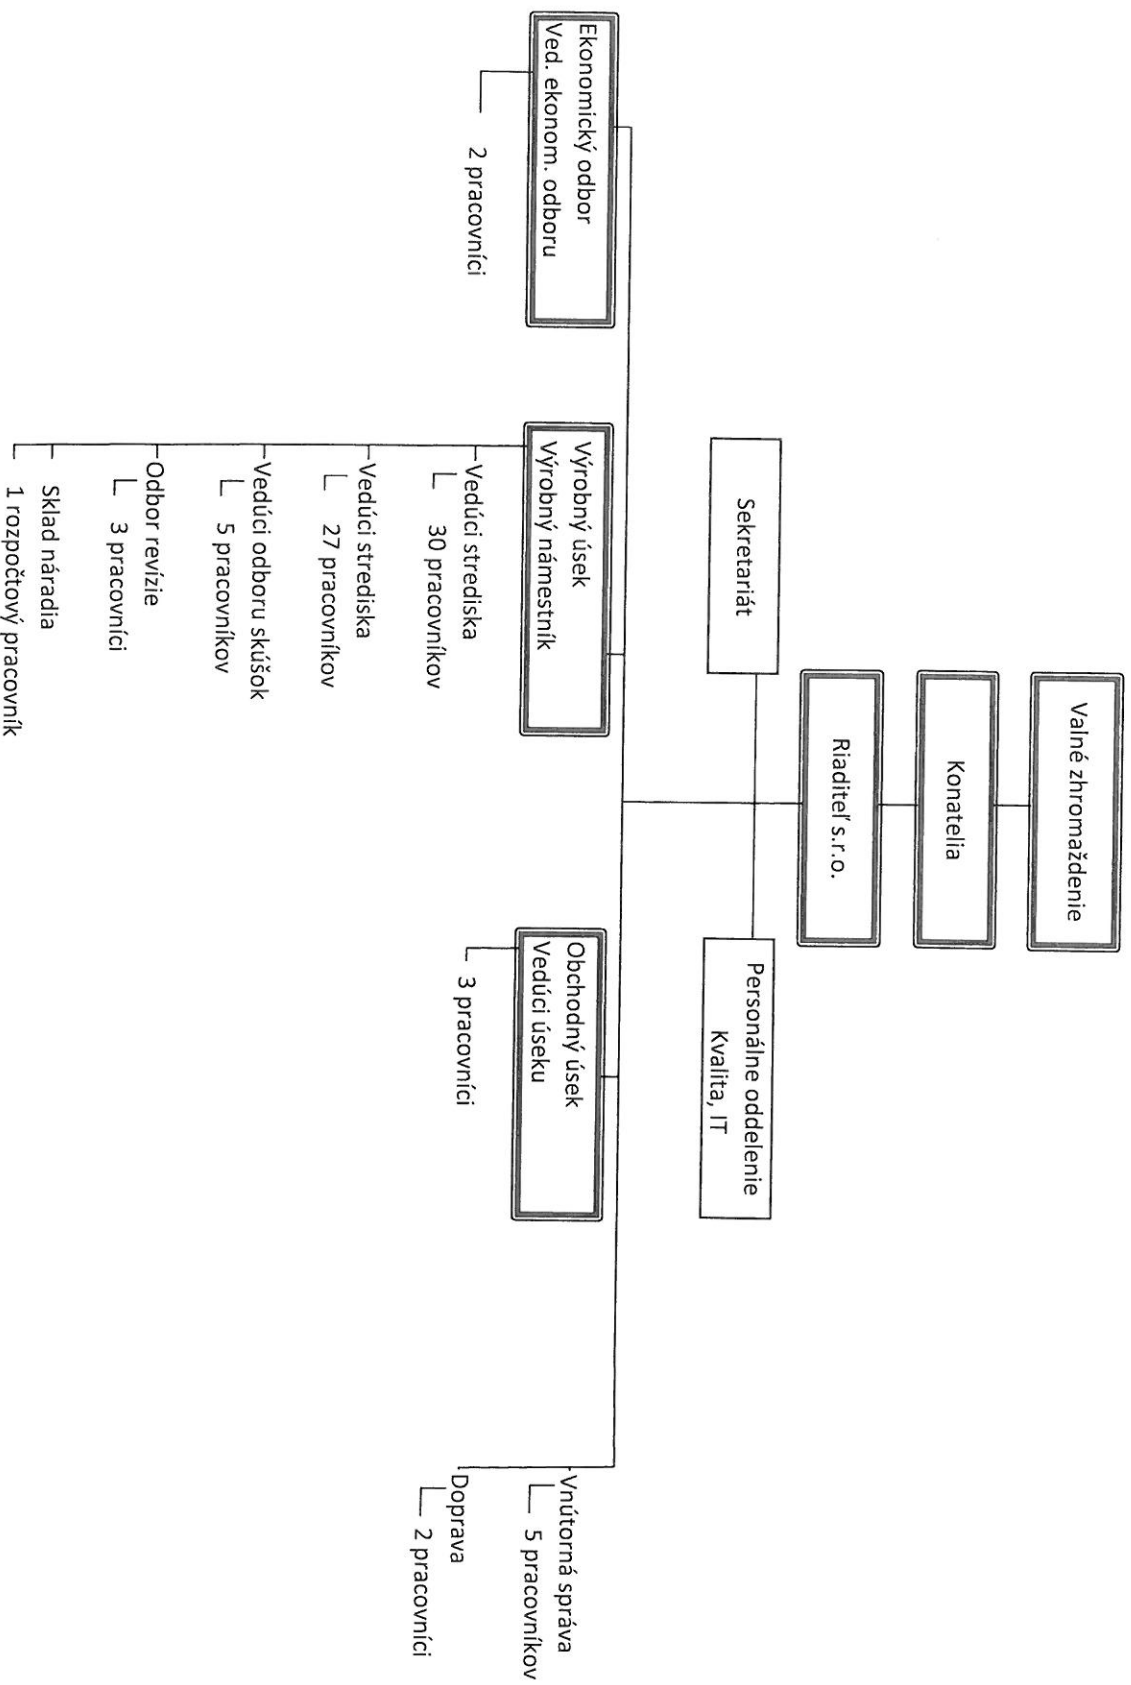 Valné zhromaždenie
Konatelia
Riaditeľ s.r.o.
Sekretariát
Personálne oddelenie
Kvalita, IT
Ekonomický odbor
Ved. ekonom. odboru
2 pracovníci
Výrobný úsek
Výrobný námestník
Vedúci strediska
30 pracovníkov
Vedúci strediska
27 pracovníkov
Vedúci odboru skúšok
5 pracovníkov
Odbor revízie
3 pracovníci
Sklad náradia
1 rozpočtový pracovník
Obchodný úsek
Vedúci úseku
3 pracovníci
Vnútorná správa
5 pracovníkov
Doprava
2 pracovníci